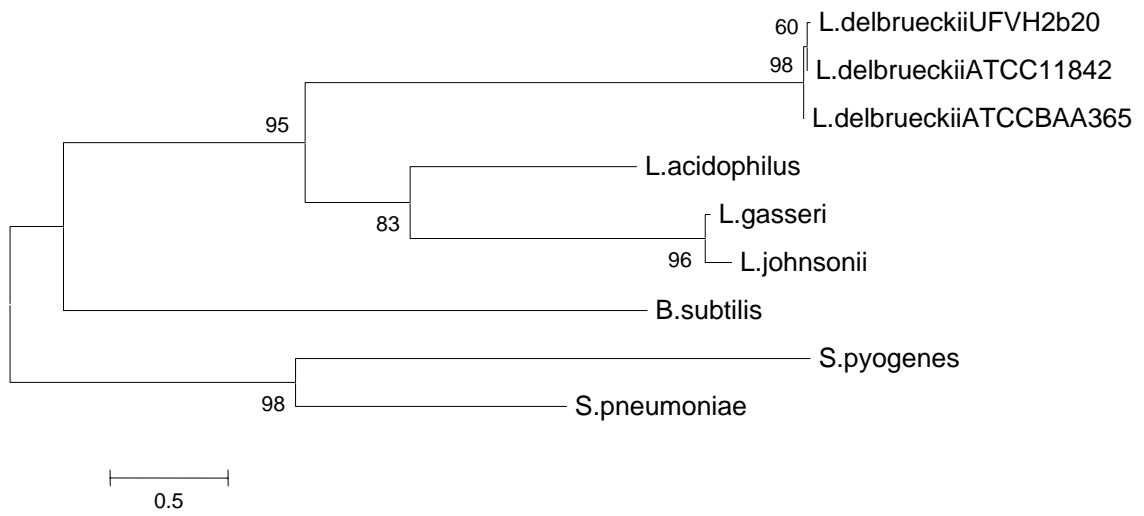 60
L.delbrueckiiUFVH2b20
98
L.delbrueckiiATCC11842
L.delbrueckiiATCCBAA365
95
L.acidophilus
83
L.gasseri
96
L.johnsonii
B.subtilis
S.pyogenes
98
S.pneumoniae
0.5